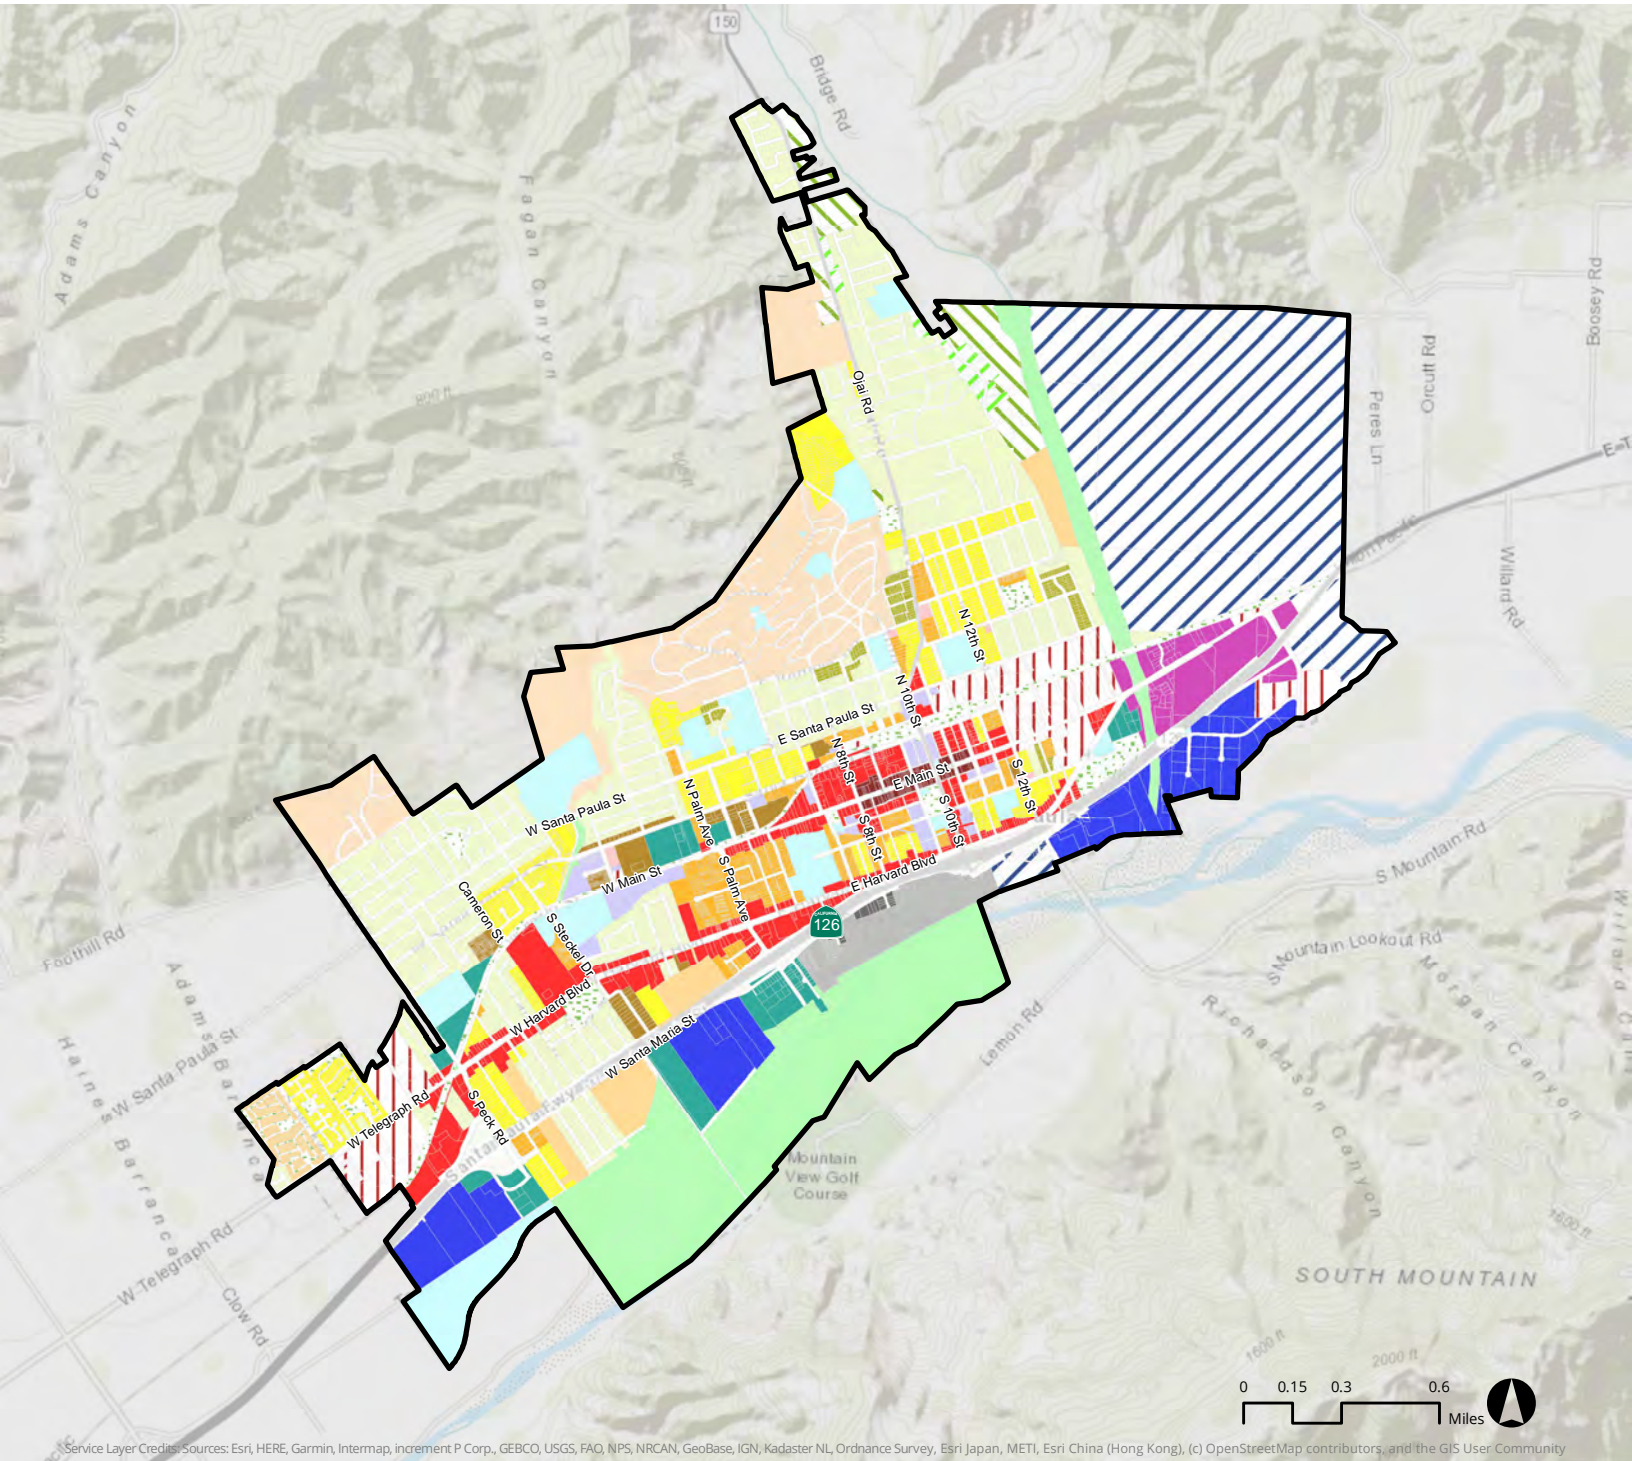 150
Bridge Rd
Adams Canyon
Fagan Canyon
Boosey Rd
Orcutt Rd
Peres Ln
800 ft
Ojai Rd
Willard Rd
N 12th St
N 10th St
E Santa Paula St
N 8th St
E Main St
S 12th St
S 10th St
N Palm Ave
W Santa Paula St
S 8th St
E Harvard Blvd
W Main St
S Palm Ave
CALIFORNIA
126
Cameron St
S Steckel Dr
W Harvard Blvd
W Santa Maria St
Foothill Rd
Adams Barranca
Haines Barranca
W Santa Paula St
W Telegraph Rd
S Peck Rd
W Telegraph Rd
Clow Rd
S Mountain Rd
S Mountain Lookout Rd
Morgan Canyon
Richardson Canyon
Lemon Rd
Mountain
View Golf
Course
1600 ft
SOUTH MOUNTAIN
1600 ft
2000 ft
0 0.15 0.3 0.6
Miles
Service Layer Credits: Sources: Esri, HERE, Garmin, Intermap, increment P Corp., GEBCO, USGS, FAO, NPS, NRCAN, GeoBase, IGN, Kadaster NL, Ordnance Survey, Esri Japan, METI, Esri China (Hong Kong), (c) OpenStreetMap contributors, and the GIS User Community